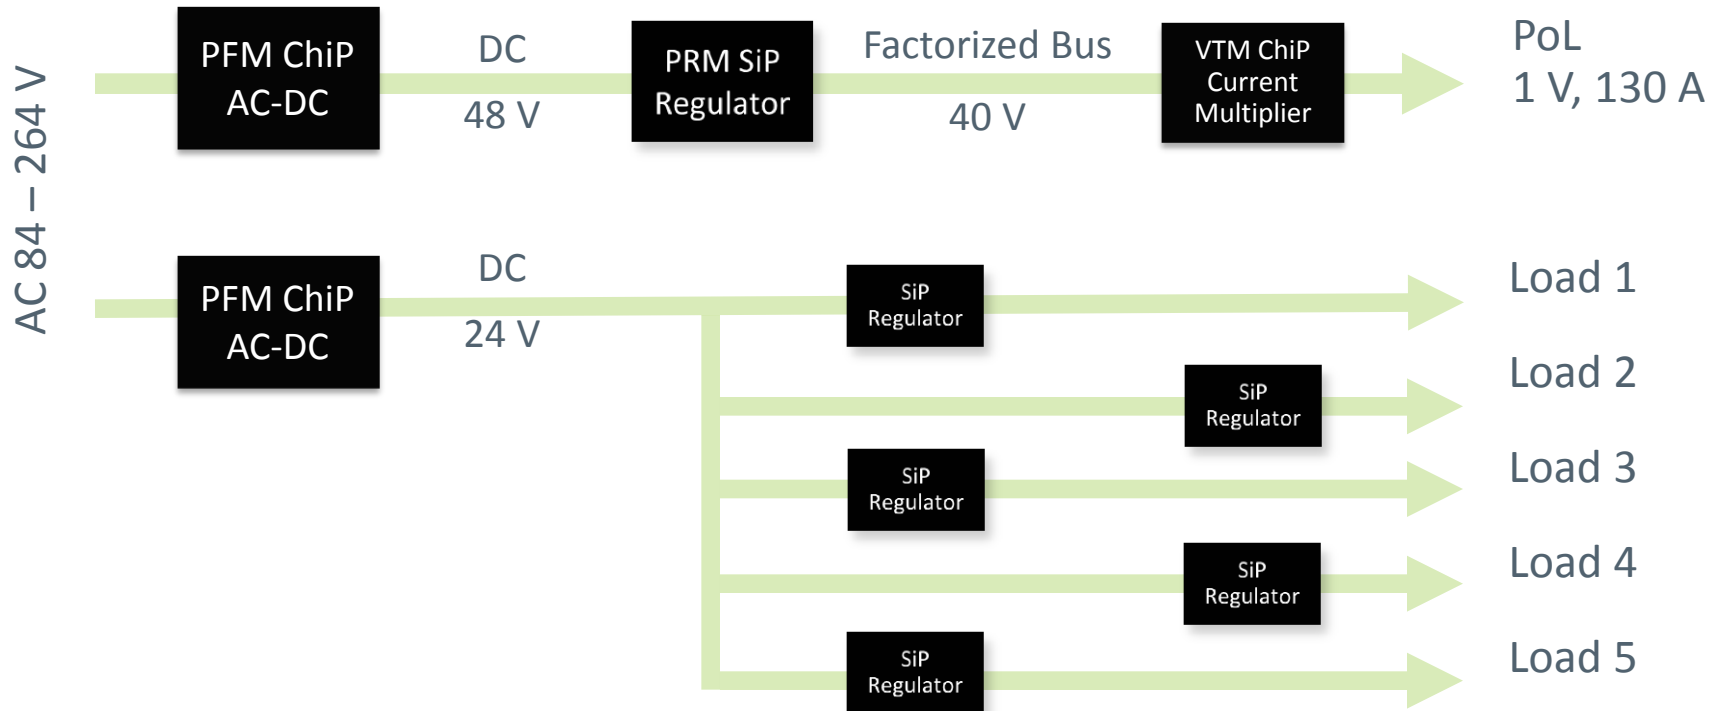 AC 84 – 264 V
PFM ChiP
AC-DC
DC
48 V
PRM SiP
Regulator
Factorized Bus
40 V
VTM ChiP
Current
Multiplier
PoL
1 V, 130 A
PFM ChiP
AC-DC
DC
24 V
SiP
Regulator
Load 1
SiP
Regulator
Load 2
SiP
Regulator
Load 3
SiP
Regulator
Load 4
SiP
Regulator
Load 5